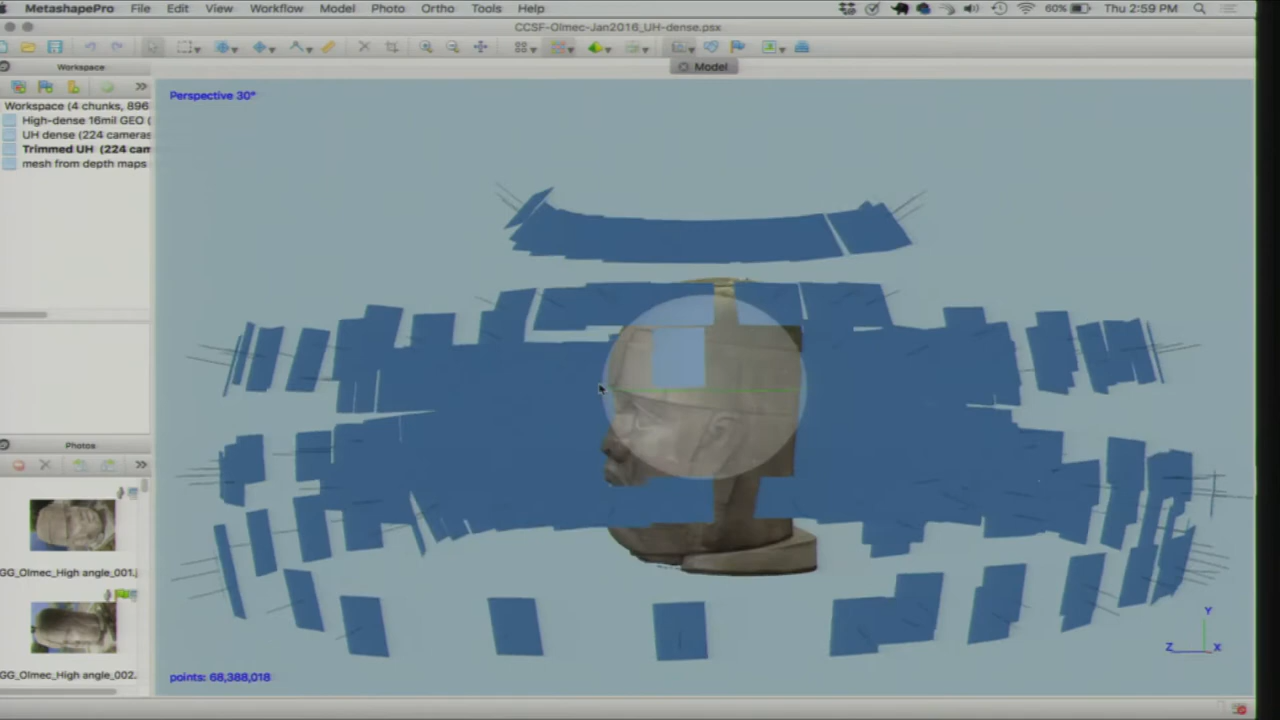 MetashapePro File Edit View Workflow Model Photo Ortho Tools Help 60% Thu 2:59 PM
CCSF-Olmec-Jan2016_UH-dense.psx
Workspace
Model
Perspective 30°
Workspace (4 chunks, 896
High-dense 16mil GEO (
UH dense (224 cameras
Trimmed UH (224 cam
mesh from depth maps
Photos
GG_Olmec_High angle_001.j
GG_Olmec_High angle_002.
points: 68,388,018
Y
Z X